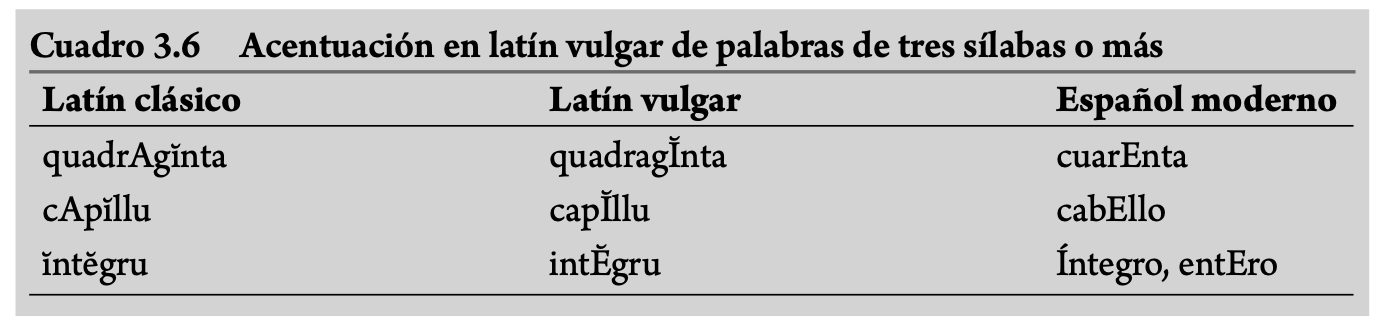 Cuadro 3.6 Acentuación en latín vulgar de palabras de tres sílabas o más
Latín clásico Latín vulgar Español moderno
quadrAgĭnta quadragĬnta cuarEnta
cApĭllu capĬllu cabEllo
ĭntĕgru intĔgru Íntegro, entEro